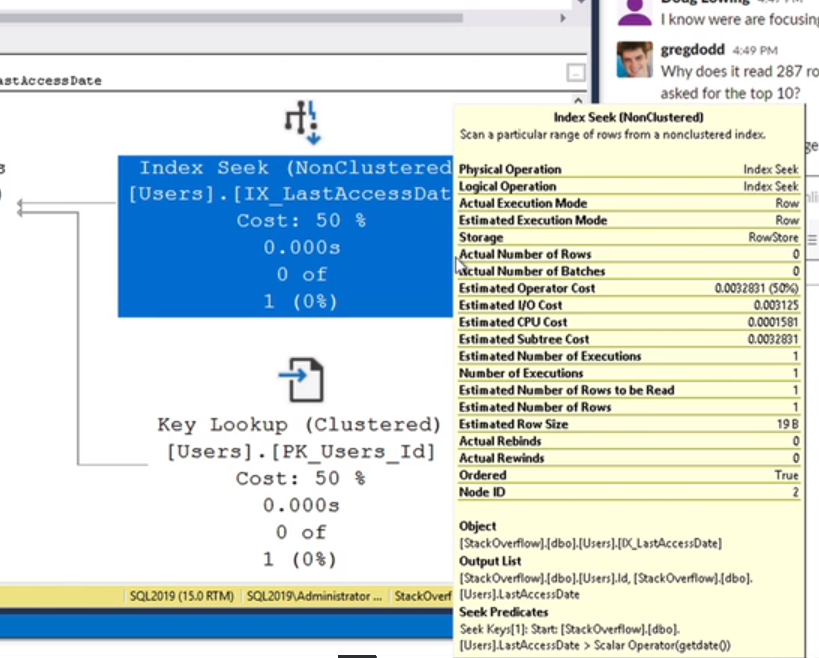 4:49 PM
I know were are focusing
gregdodd 4:49 PM
Why does it read 287 ro
asked for the top 10?
astAccessDate
Index Seek (NonClustered
[Users].[IX_LastAccessDat
Cost: 50 %
0.000s
0 of
1 (0%)
Key Lookup (Clustered)
[Users].[PK_Users_Id]
Cost: 50 %
0.000s
0 of
1 (0%)
Index Seek (NonClustered)
Scan a particular range of rows from a nonclustered index.
Physical Operation Index Seek
Logical Operation Index Seek
Actual Execution Mode Row
Estimated Execution Mode Row
Storage RowStore
Actual Number of Rows 0
Actual Number of Batches 0
Estimated Operator Cost 0.0032831 (50%)
Estimated I/O Cost 0.003125
Estimated CPU Cost 0.0001581
Estimated Subtree Cost 0.0032831
Estimated Number of Executions 1
Number of Executions 1
Estimated Number of Rows to be Read 1
Estimated Number of Rows 1
Estimated Row Size 19 B
Actual Rebinds 0
Actual Rewinds 0
Ordered True
Node ID 2
Object
[StackOverflow].[dbo].[Users].[IX_LastAccessDate]
Output List
[StackOverflow].[dbo].[Users].Id, [StackOverflow].[dbo].
[Users].LastAccessDate
Seek Predicates
Seek Keys[1]: Start: [StackOverflow].[dbo].
[Users].LastAccessDate > Scalar Operator(getdate())
SQL2019 (15.0 RTM) SQL2019\Administrator ... StackOverf